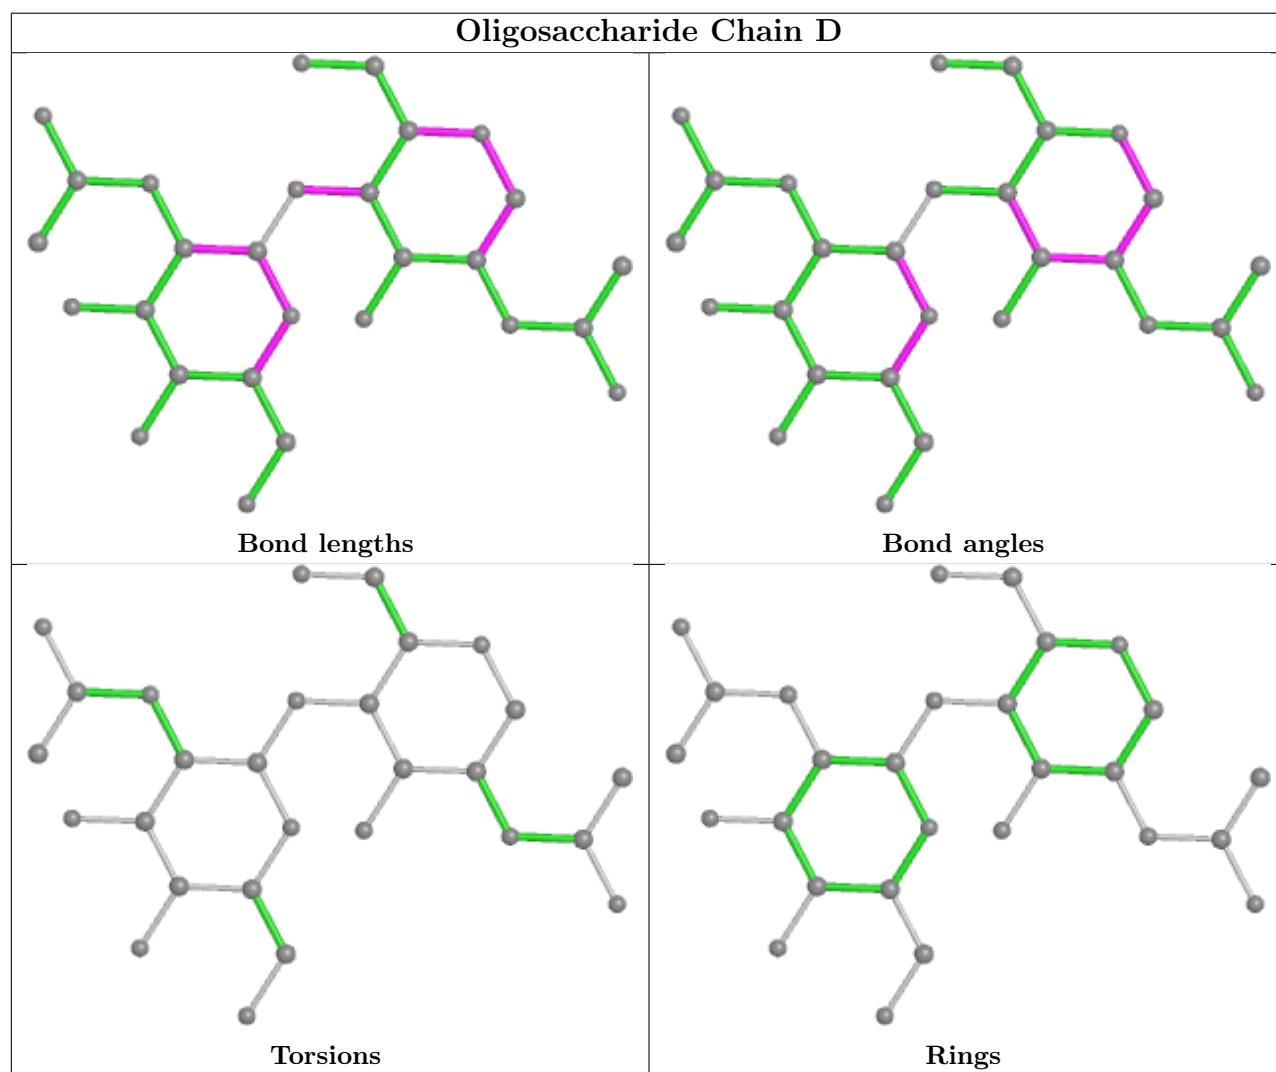 Oligosaccharide Chain D
Bond lengths
Bond angles
Torsions
Rings